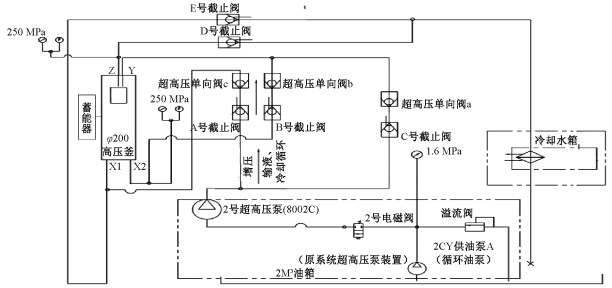 E号截止阀
D号截止阀
250 MPa
Z
Y
超高压单向阀c
超高压单向阀b
250 MPa
超高压单向阀a
蓄能器
φ200
高压釜
A号截止阀
B号截止阀
C号截止阀
冷却水箱
X1
X2
增压
输液、
冷却循环
1.6 MPa
2号超高压泵(8002C)
2号电磁阀
溢流阀
2CY供油泵A
(循环油泵)
(原系统超高压泵装置)
2M³油箱